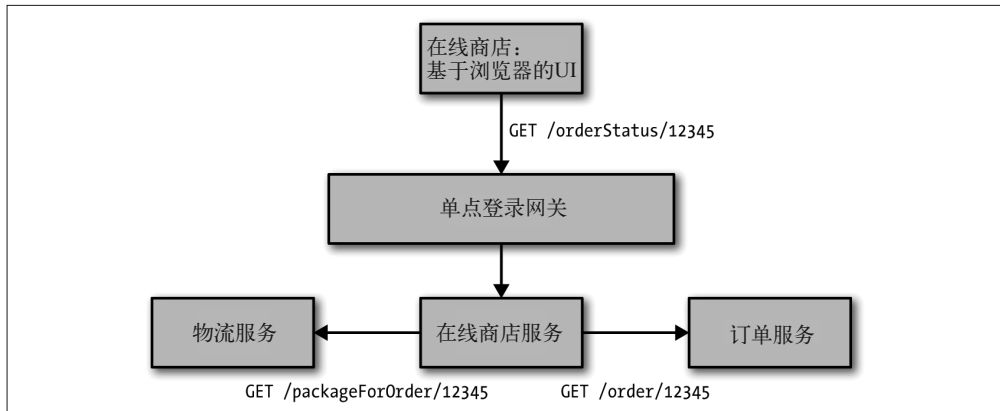 在线商店：
基于浏览器的UI
GET /orderStatus/12345
单点登录网关
物流服务
在线商店服务
订单服务
GET /packageForOrder/12345
GET /order/12345